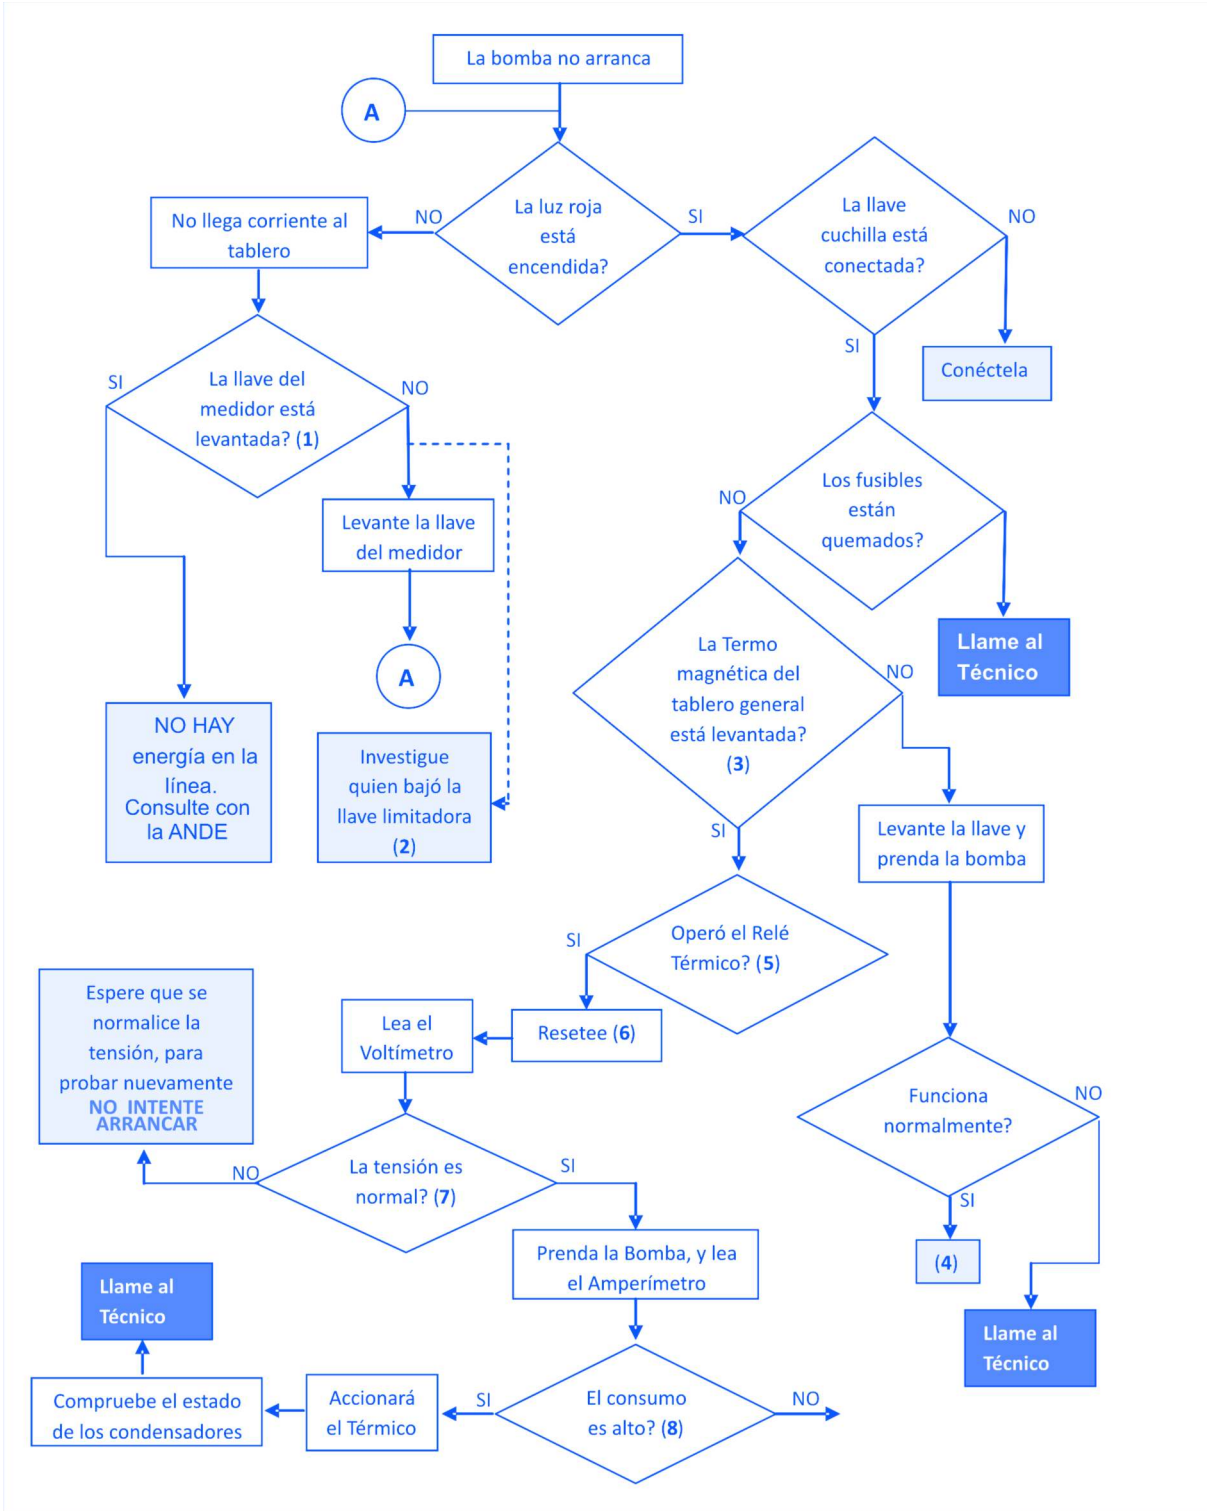 La bomba no arranca
A
La luz roja
está
encendida?
NO
SI
No llega corriente al
tablero
La llave
cuchilla está
conectada?
NO
SI
Conéctela
La llave del
medidor está
levantada? (1)
SI
NO
Levante la llave
del medidor
A
NO HAY
energía en la
línea.
Consulte con
la ANDE
Investigue
quien bajó la
llave limitadora
(2)
Los fusibles
están
quemados?
NO
Llame al
Técnico
La Termo
magnética del
tablero general
está levantada?
(3)
NO
SI
Levante la llave y
prenda la bomba
Operó el Relé
Térmico? (5)
SI
Resetee (6)
Lea el
Voltímetro
Espere que se
normalice la
tensión, para
probar nuevamente
NO INTENTE
ARRANCAR
La tensión es
normal? (7)
NO
SI
Funciona
normalmente?
NO
SI
(4)
Llame al
Técnico
Prenda la Bomba, y lea
el Amperímetro
El consumo
es alto? (8)
SI
NO
Accionará
el Térmico
Compruebe el estado
de los condensadores
Llame al
Técnico